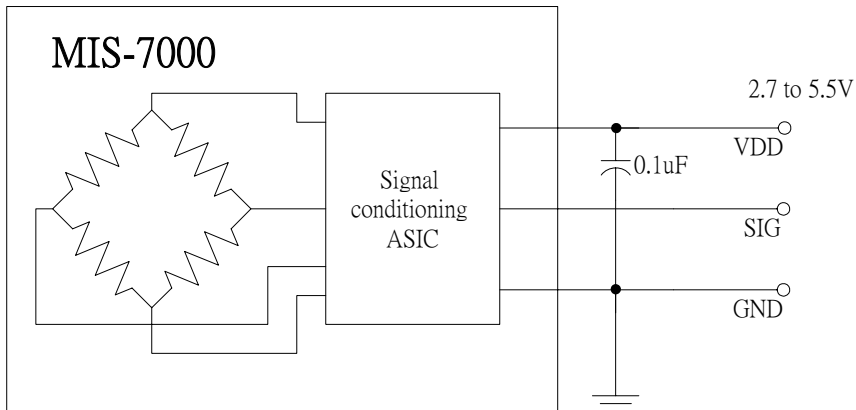 MIS-7000
2.7 to 5.5V
VDD
0.1uF
Signal
conditioning
ASIC
SIG
GND